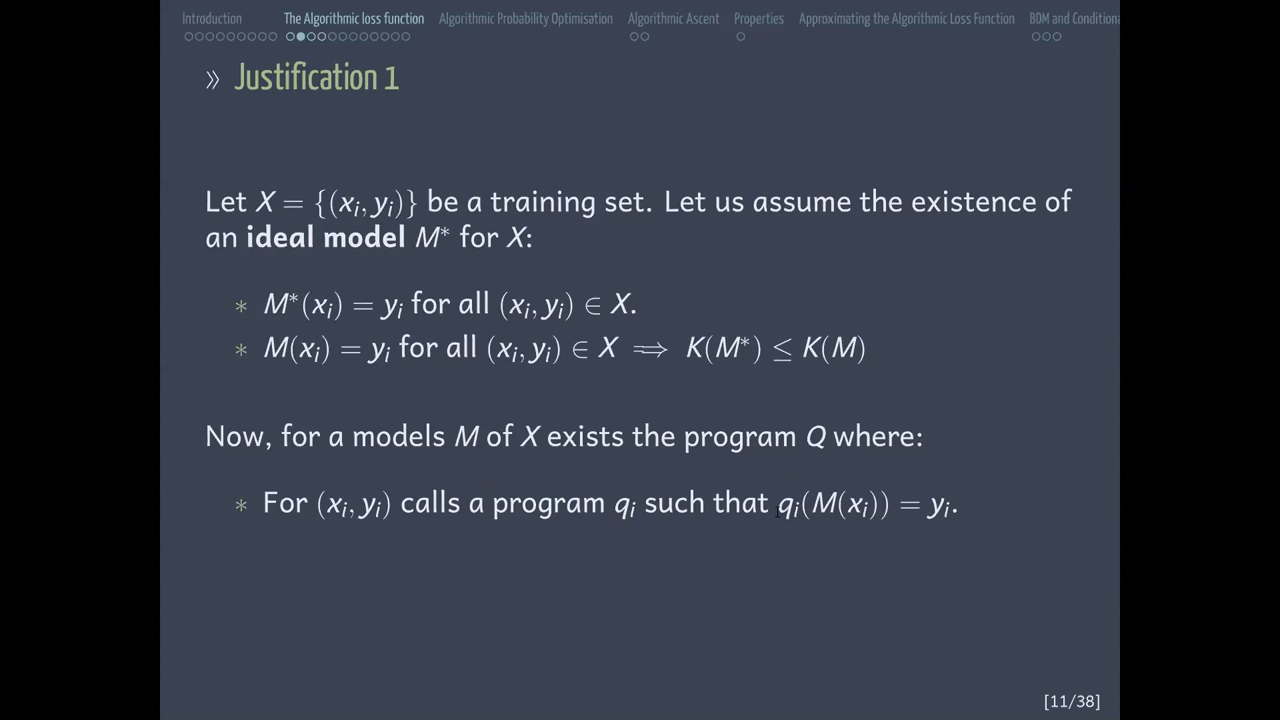 Introduction The Algorithmic loss function Algorithmic Probability Optimisation Algorithmic Ascent Properties Approximating the Algorithmic Loss Function BDM and Conditiona
» Justification 1
Let X = {(xᵢ, yᵢ)} be a training set. Let us assume the existence of
an ideal model M* for X:
* M*(xᵢ) = yᵢ for all (xᵢ, yᵢ) ∈ X.
* M(xᵢ) = yᵢ for all (xᵢ, yᵢ) ∈ X ⟹ K(M*) ≤ K(M)
Now, for a models M of X exists the program Q where:
* For (xᵢ, yᵢ) calls a program qᵢ such that qᵢ(M(xᵢ)) = yᵢ.
[11/38]